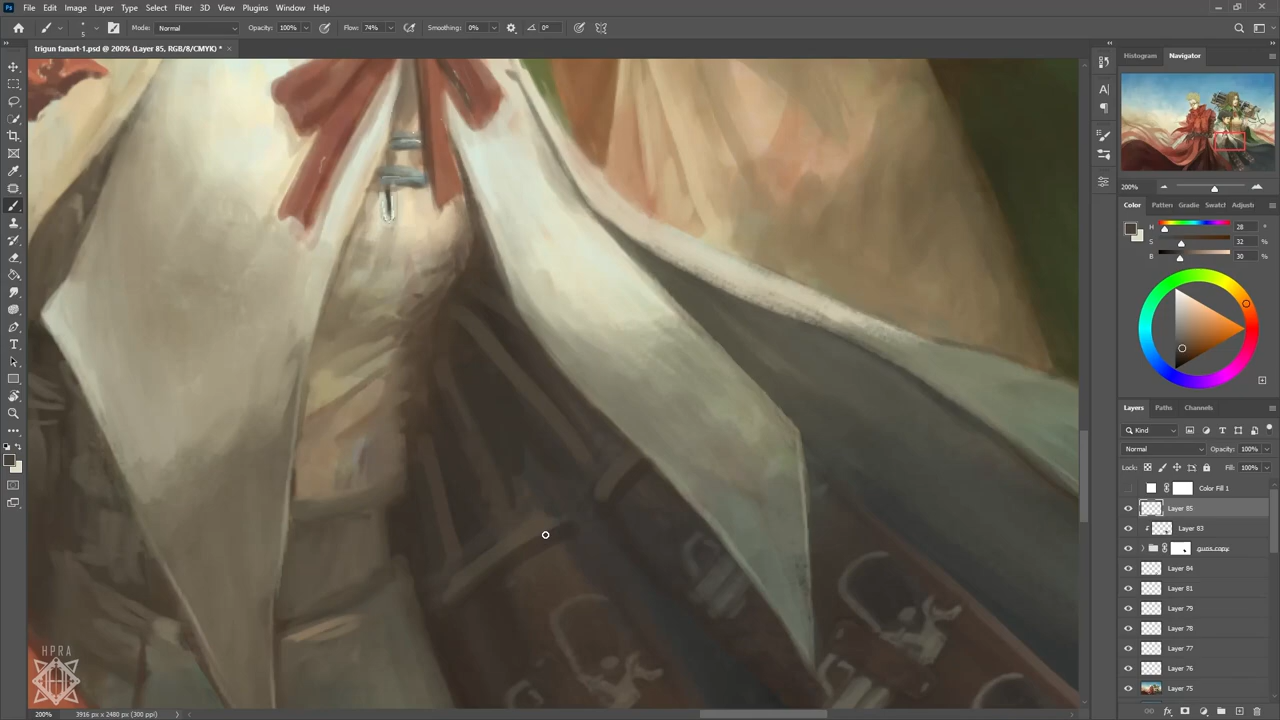 Ps File Edit Image Layer Type Select Filter 3D View Plugins Window Help
5 Mode: Normal Opacity: 100% Flow: 74% Smoothing: 0% 0°
trigun fanart-1.psd @ 200% (Layer 85, RGB/8/CMYK) * ×
Histogram Navigator
200%
Color Pattern Gradie Swatcl Adjustr
H 28 °
S 32 %
B 30 %
Layers Paths Channels
Kind
Normal Opacity: 100%
Lock: Fill: 100%
Color Fill 1
Layer 85
Layer 83
guns copy
Layer 84
Layer 81
Layer 79
Layer 78
Layer 77
Layer 76
Layer 75
HPRA
200% 3916 px x 2480 px (300 ppi)